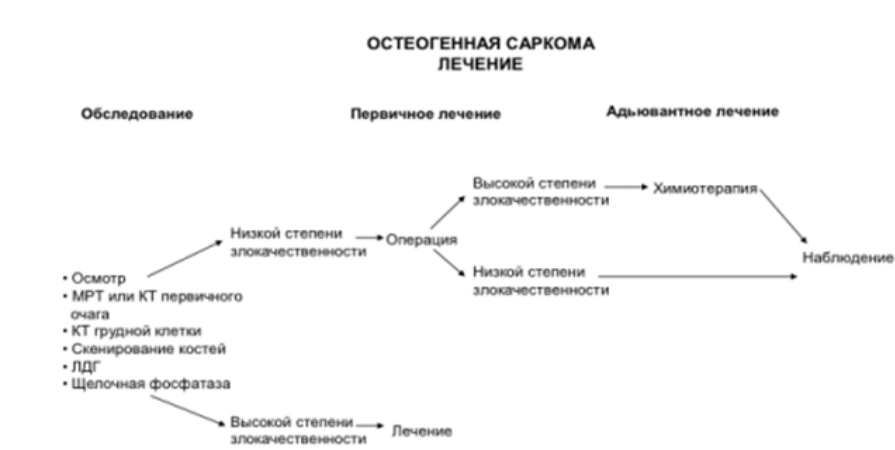 ОСТЕОГЕННАЯ САРКОМА
ЛЕЧЕНИЕ
Обследование
Первичное лечение
Адьювантное лечение
Высокой степени
злокачественности
Химиотерапия
Низкой степени
злокачественности
Операция
Наблюдение
Низкой степени
злокачественности
• Осмотр
• МРТ или КТ первичного
очага
• КТ грудной клетки
• Скенирование костей
• ЛДГ
• Щелочная фосфатаза
Высокой степени
злокачественности
Лечение